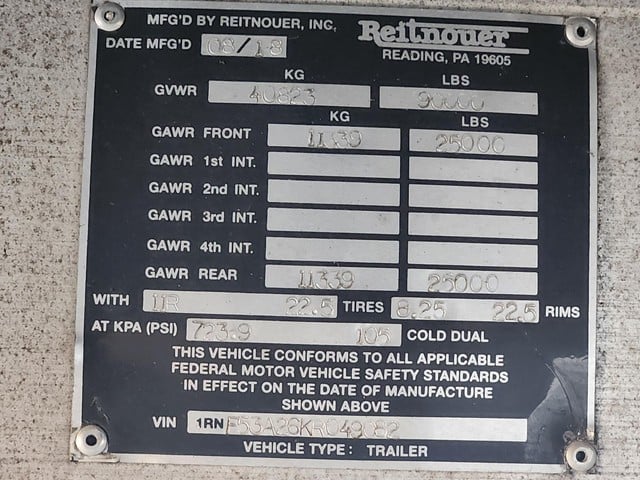 MFG'D BY REITNOUER, INC.
Reitnouer
DATE MFG'D 08/18
READING, PA 19605
KG LBS
GVWR 40823 90000
KG LBS
GAWR FRONT 11339 25000
GAWR 1st INT.
GAWR 2nd INT.
GAWR 3rd INT.
GAWR 4th INT.
GAWR REAR 11339 25000
WITH 11R 22.5 TIRES 8.25 22.5 RIMS
AT KPA (PSI) 723.9 105 COLD DUAL
THIS VEHICLE CONFORMS TO ALL APPLICABLE
FEDERAL MOTOR VEHICLE SAFETY STANDARDS
IN EFFECT ON THE DATE OF MANUFACTURE
SHOWN ABOVE
VIN 1RNF53A26KR049082
VEHICLE TYPE: TRAILER